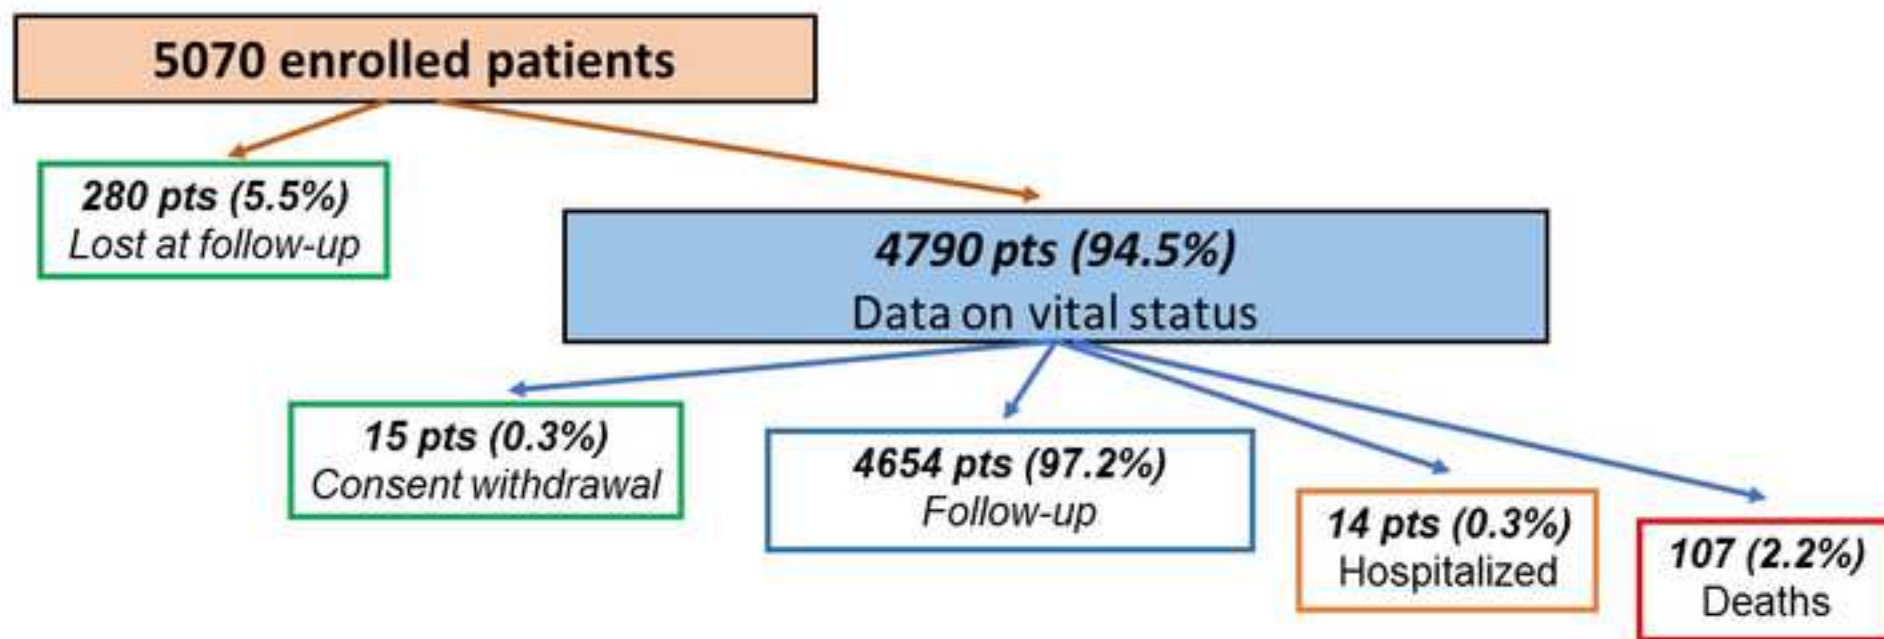 5070 enrolled patients
280 pts (5.5%)
Lost at follow-up
4790 pts (94.5%)
Data on vital status
15 pts (0.3%)
Consent withdrawal
4654 pts (97.2%)
Follow-up
14 pts (0.3%)
Hospitalized
107 (2.2%)
Deaths